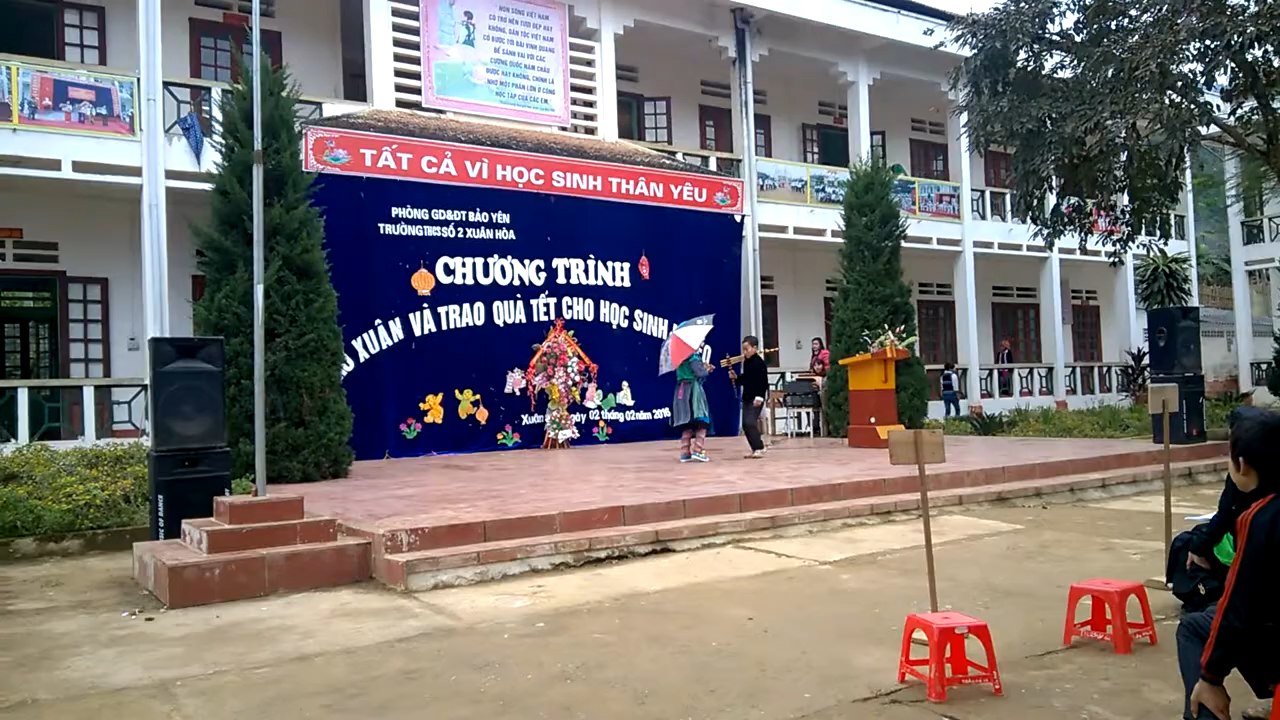 NON SÔNG VIỆT NAM
CÓ TRỞ NÊN TƯƠI ĐẸP HAY
KHÔNG, DÂN TỘC VIỆT NAM
CÓ BƯỚC TỚI ĐÀI VINH QUANG
ĐỂ SÁNH VAI VỚI CÁC
CƯỜNG QUỐC NĂM CHÂU
ĐƯỢC HAY KHÔNG, CHÍNH LÀ
NHỜ MỘT PHẦN LỚN Ở CÔNG
HỌC TẬP CỦA CÁC EM.
TẤT CẢ VÌ HỌC SINH THÂN YÊU
PHÒNG GD&ĐT BẢO YÊN
TRƯỜNG THCS SỐ 2 XUÂN HÒA
CHƯƠNG TRÌNH
XUÂN VÀ TRAO QUÀ TẾT CHO HỌC SINH
02 tháng 02 năm 2016
OF DANCE